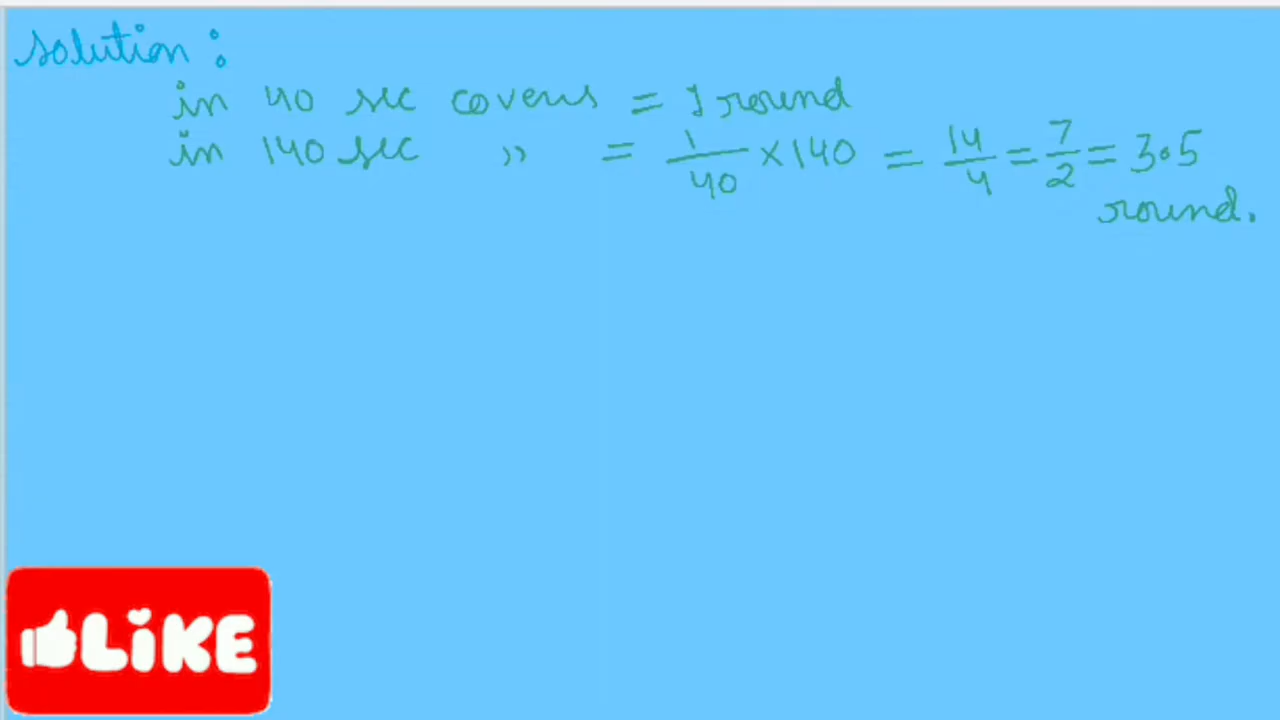 Solution :
in 40 sec covers = 1 round
in 140 sec ,, = 1/40 × 140 = 14/4 = 7/2 = 3.5
round.
LIKE